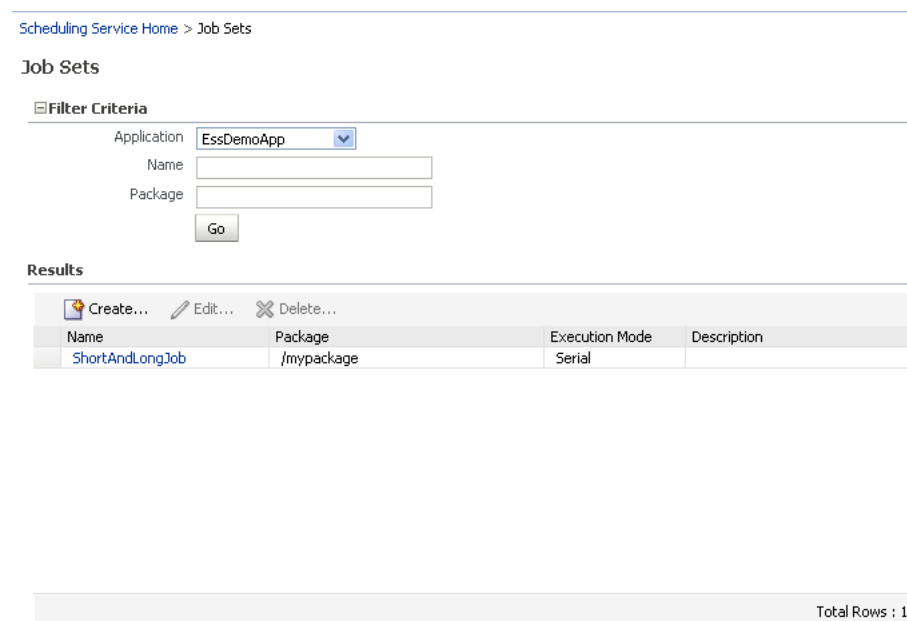 Scheduling Service Home > Job Sets
Job Sets
Filter Criteria
Application EssDemoApp
Name
Package
Go
Results
Create... Edit... Delete...
Name Package Execution Mode Description
ShortAndLongJob /mypackage Serial
Total Rows : 1